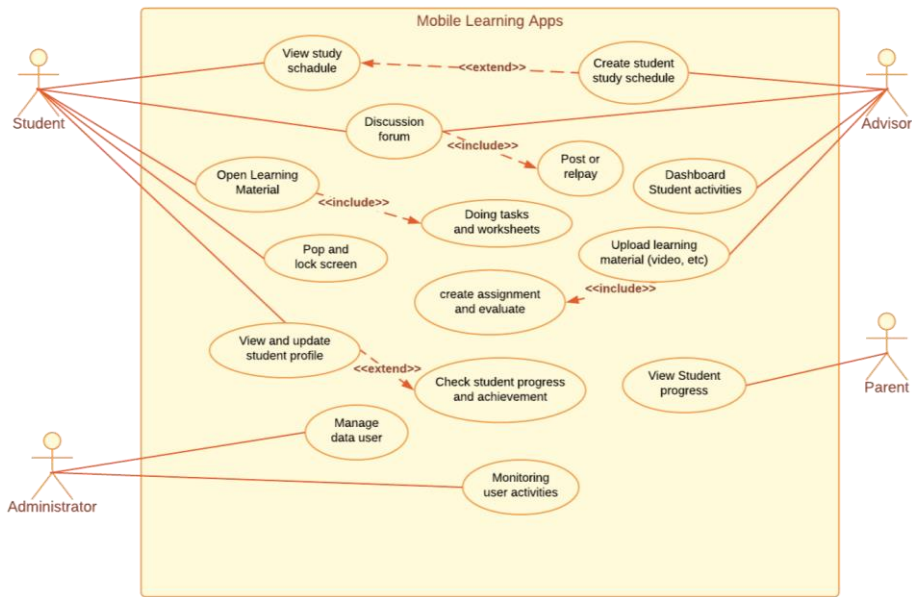 Mobile Learning Apps
View study
schadule
<<extend>>
Create student
study schedule
Student
Advisor
Discussion
forum
<<include>>
Post or
relpay
Open Learning
Material
Dashboard
Student activities
<<include>>
Doing tasks
and worksheets
Pop and
lock screen
Upload learning
material (video, etc)
<<include>>
create assignment
and evaluate
View and update
student profile
<<extend>>
Check student progress
and achievement
View Student
progress
Parent
Manage
data user
Monitoring
user activities
Administrator